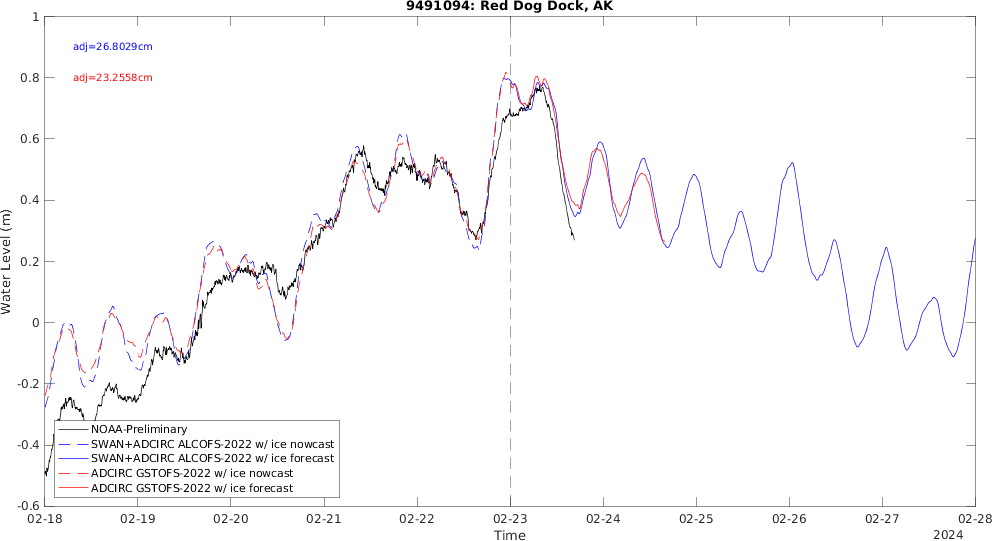 9491094: Red Dog Dock, AK
adj=26.8029cm
adj=23.2558cm
Water Level (m)
1
0.8
0.6
0.4
0.2
0
-0.2
-0.4
-0.6
NOAA-Preliminary
SWAN+ADCIRC ALCOFS-2022 w/ ice nowcast
SWAN+ADCIRC ALCOFS-2022 w/ ice forecast
ADCIRC GSTOFS-2022 w/ ice nowcast
ADCIRC GSTOFS-2022 w/ ice forecast
02-18 02-19 02-20 02-21 02-22 02-23 02-24 02-25 02-26 02-27 02-28
Time
2024